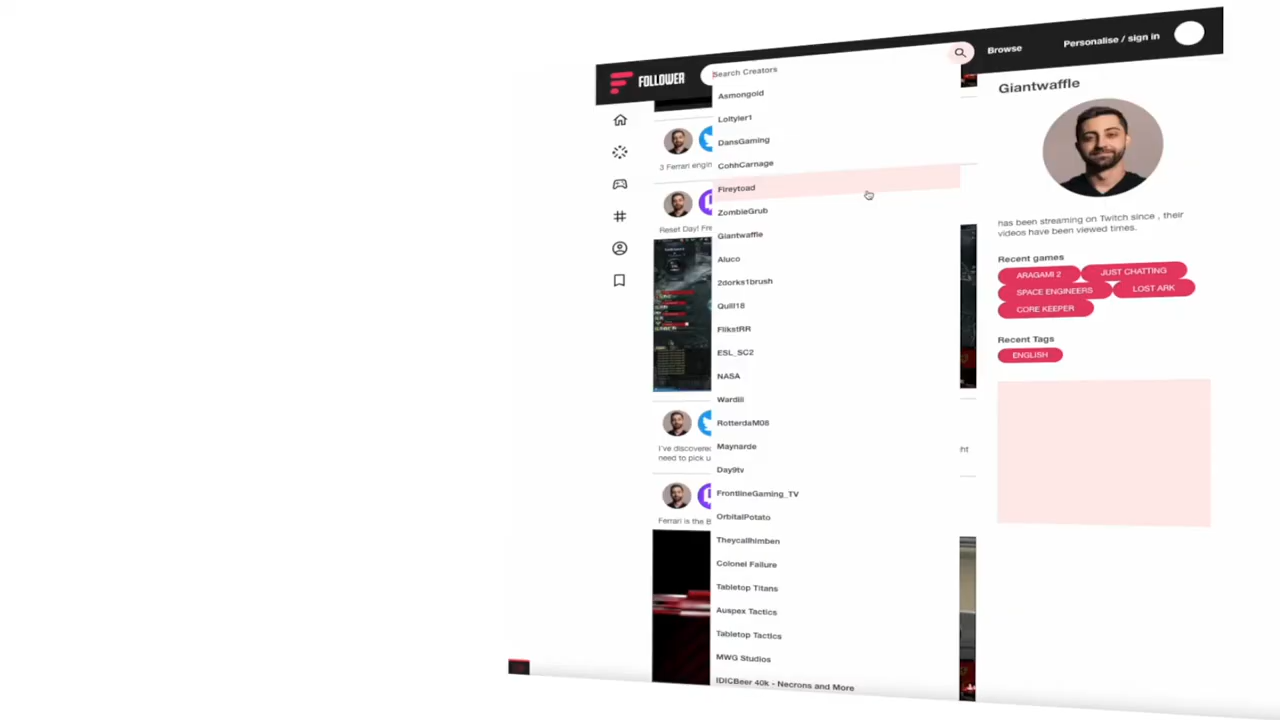 FOLLOWER
Search Creators
Browse
Personalise / sign in
Asmongold
Loltyler1
DansGaming
CohhCarnage
Fireytoad
ZombieGrub
Giantwaffle
Aluco
2dorks1brush
Quill18
FlikstRR
ESL_SC2
NASA
Wardiii
RotterdaM08
Maynarde
Day9tv
FrontlineGaming_TV
OrbitalPotato
Theycallhimben
Colonel Failure
Tabletop Titans
Auspex Tactics
Tabletop Tactics
MWG Studios
IDICBeer 40k - Necrons and More
3 Ferrari engin
Reset Day! Fre
I've discovered
need to pick u
ht
Ferrari is the B
Giantwaffle
has been streaming on Twitch since , their
videos have been viewed times.
Recent games
ARAGAMI 2
JUST CHATTING
SPACE ENGINEERS
LOST ARK
CORE KEEPER
Recent Tags
ENGLISH